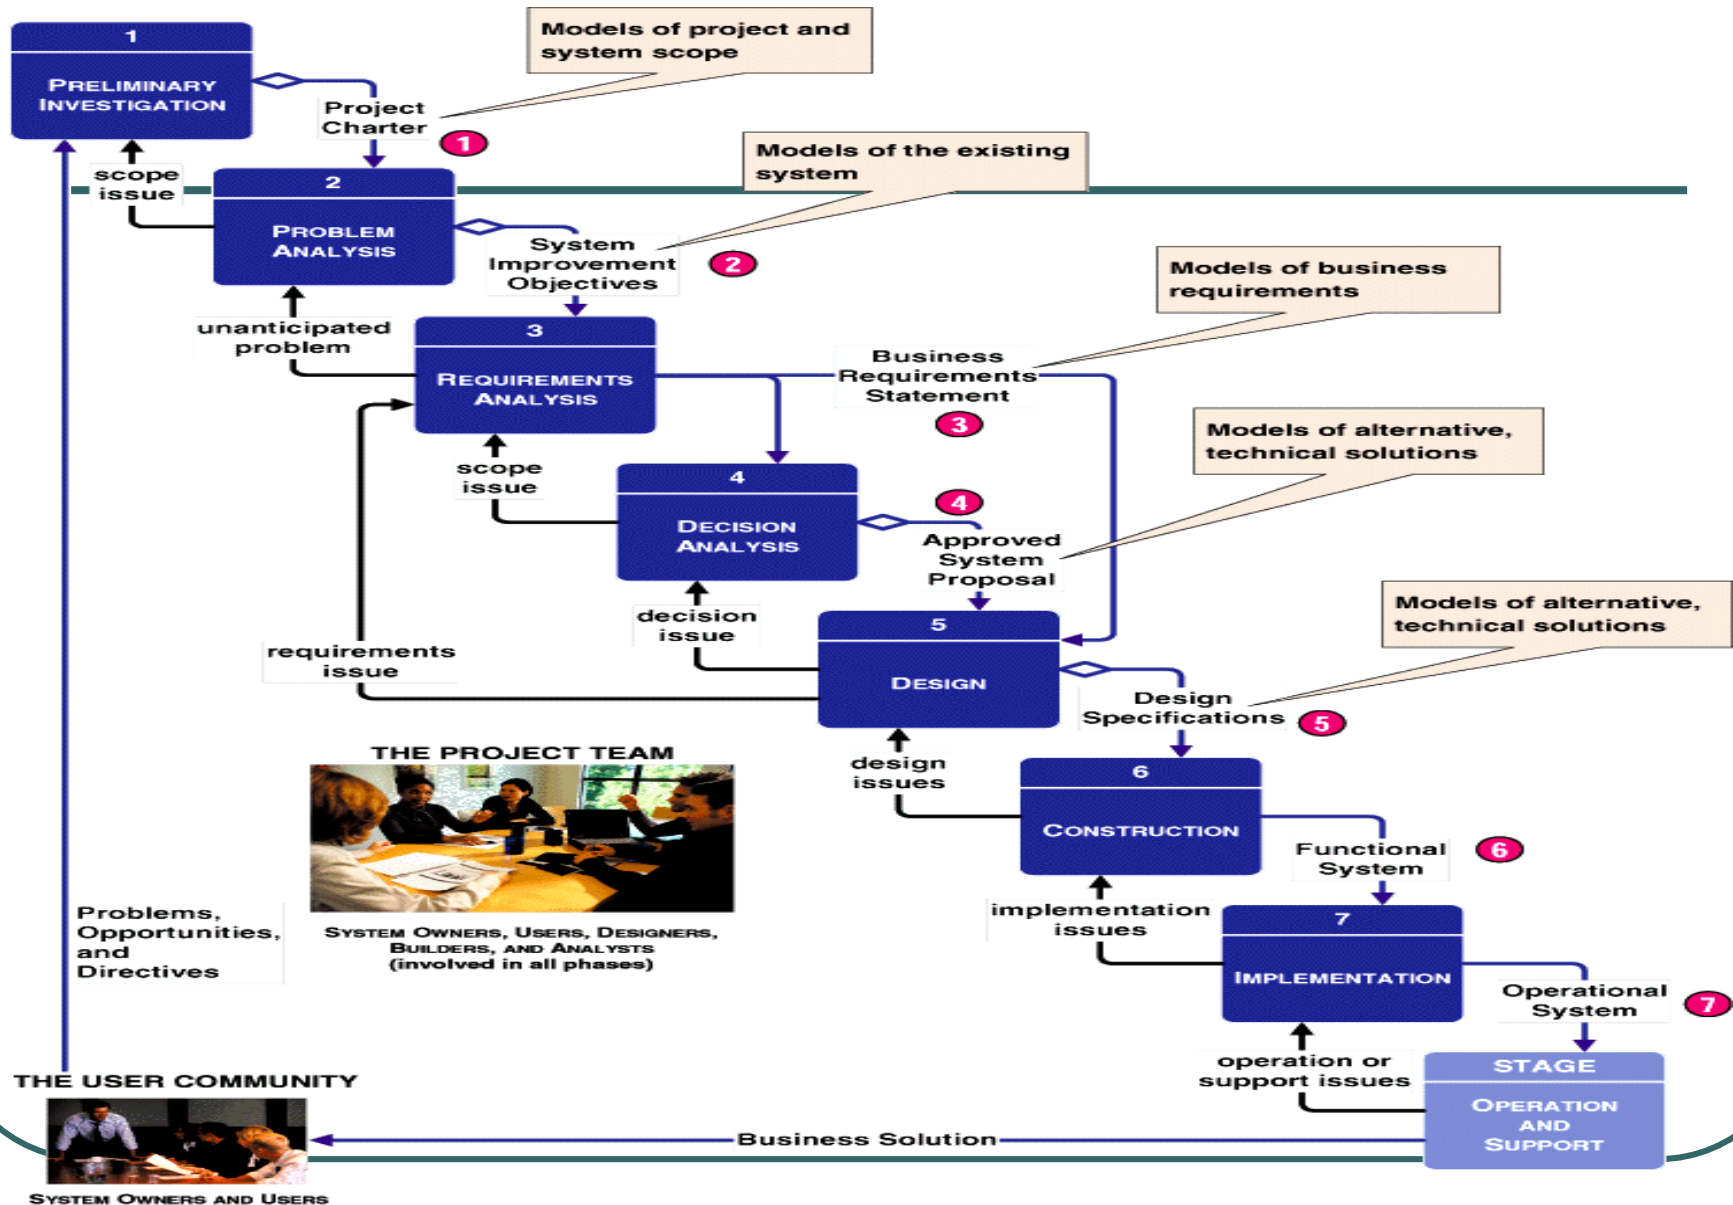 1
PRELIMINARY
INVESTIGATION
Models of project and
system scope
Project
Charter
1
scope
issue
2
PROBLEM
ANALYSIS
Models of the existing
system
System
Improvement
Objectives
2
unanticipated
problem
3
REQUIREMENTS
ANALYSIS
Models of business
requirements
Business
Requirements
Statement
3
scope
issue
4
DECISION
ANALYSIS
Models of alternative,
technical solutions
4
Approved
System
Proposal
decision
issue
requirements
issue
5
DESIGN
Models of alternative,
technical solutions
Design
Specifications
5
design
issues
6
CONSTRUCTION
THE PROJECT TEAM
SYSTEM OWNERS, USERS, DESIGNERS,
BUILDERS, AND ANALYSTS
(involved in all phases)
Functional
System
6
implementation
issues
7
IMPLEMENTATION
Problems,
Opportunities,
and
Directives
Operational
System
7
operation or
support issues
STAGE
OPERATION
AND
SUPPORT
THE USER COMMUNITY
Business Solution
SYSTEM OWNERS AND USERS